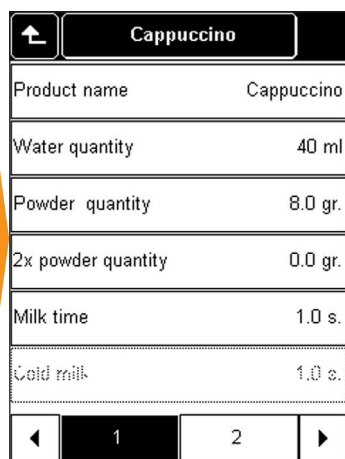 Cappuccino
Product name Cappuccino
Water quantity 40 ml
Powder quantity 8.0 gr.
2x powder quantity 0.0 gr.
Milk time 1.0 s.
Cold milk 1.0 s.
1 2